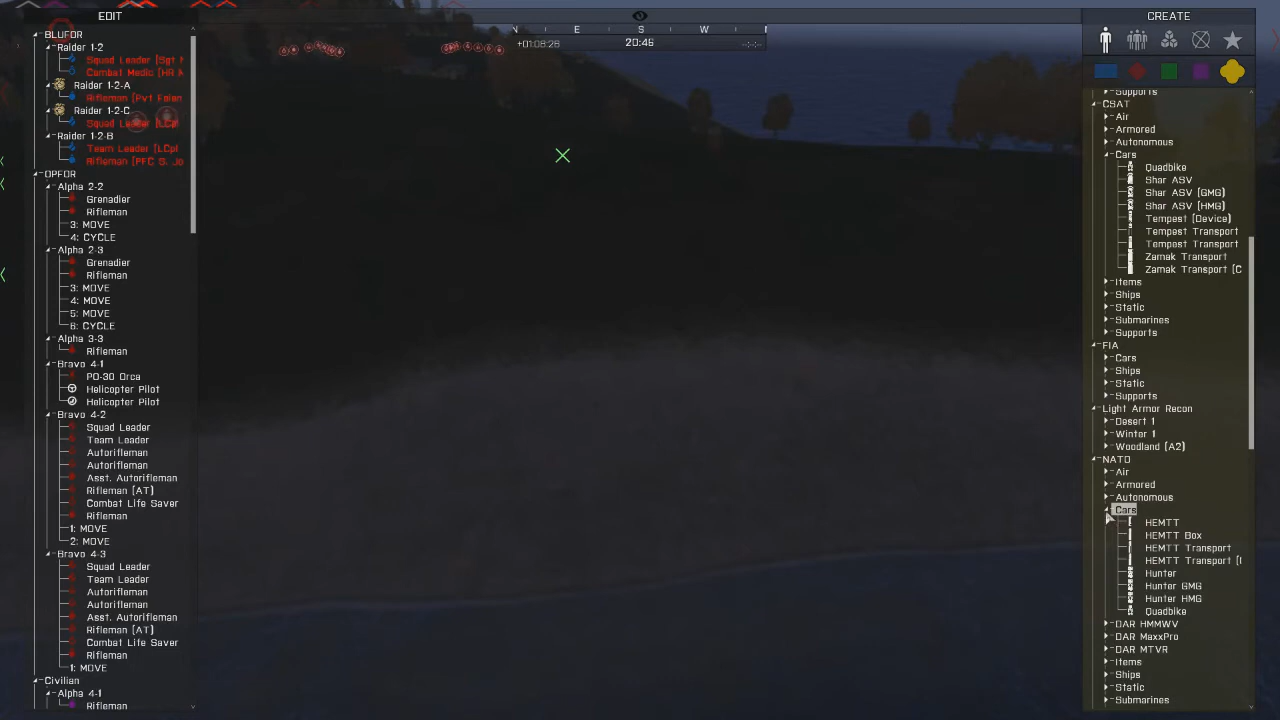 EDIT
BLUFOR
Raider 1-2
Squad Leader [Sgt
Combat Medic [HR
Raider 1-2-A
Rifleman [Pvt
Raider 1-2-C
Squad Leader [LCpl
Raider 1-2-B
Team Leader [LCpl
Rifleman [PFC S. Jo
OPFOR
Alpha 2-2
Grenadier
Rifleman
3: MOVE
4: CYCLE
Alpha 2-3
Grenadier
Rifleman
3: MOVE
4: MOVE
5: MOVE
6: CYCLE
Alpha 3-3
Rifleman
Bravo 4-1
PO-30 Orca
Helicopter Pilot
Helicopter Pilot
Bravo 4-2
Squad Leader
Team Leader
Autorifleman
Autorifleman
Asst. Autorifleman
Rifleman [AT]
Combat Life Saver
Rifleman
1: MOVE
2: MOVE
Bravo 4-3
Squad Leader
Team Leader
Autorifleman
Autorifleman
Asst. Autorifleman
Rifleman [AT]
Combat Life Saver
Rifleman
1: MOVE
Civilian
Alpha 4-1
Rifleman
N E S W N
+01:08:26 20:46
CREATE
Supports
CSAT
Air
Armored
Autonomous
Cars
Quadbike
Shar ASV
Shar ASV [GMG]
Shar ASV [HMG]
Tempest [Device]
Tempest Transport
Tempest Transport
Zamak Transport
Zamak Transport [C
Items
Ships
Static
Submarines
Supports
FIA
Cars
Ships
Static
Supports
Light Armor Recon
Desert 1
Winter 1
Woodland [A2]
NATO
Air
Armored
Autonomous
Cars
HEMTT
HEMTT Box
HEMTT Transport
HEMTT Transport [
Hunter
Hunter GMG
Hunter HMG
Quadbike
DAR HMMWV
DAR MaxxPro
DAR MTVR
Items
Ships
Static
Submarines